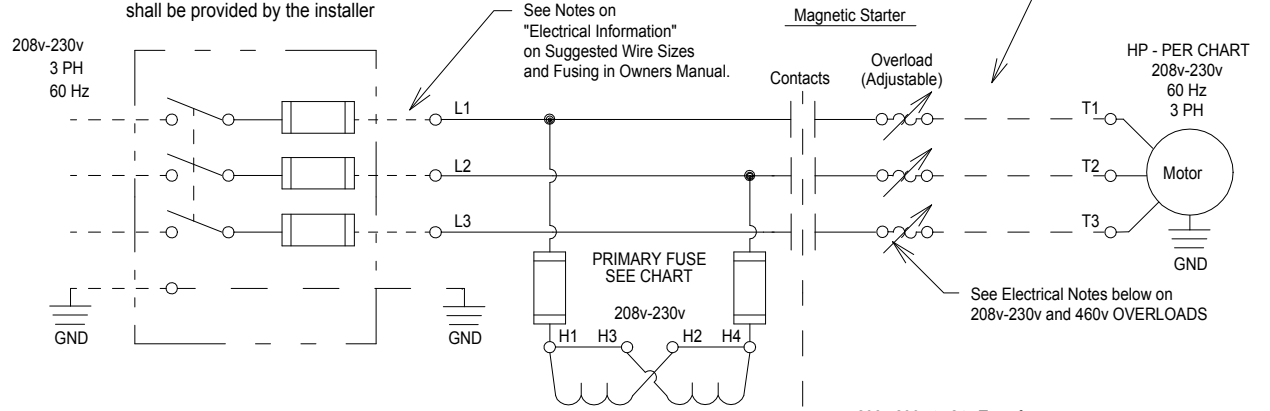 shall be provided by the installer
208v-230v
3 PH
60 Hz
See Notes on
"Electrical Information"
on Suggested Wire Sizes
and Fusing in Owners Manual.
Magnetic Starter
Contacts
Overload
(Adjustable)
HP - PER CHART
208v-230v
60 Hz
3 PH
L1
L2
L3
T1
T2
T3
Motor
GND
PRIMARY FUSE
SEE CHART
208v-230v
H1 H3 H2 H4
See Electrical Notes below on
208v-230v and 460v OVERLOADS
GND
GND